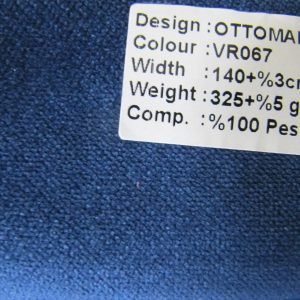 Design :OTTOMA
Colour :VR067
Width :140+%3cm
Weight :325+%5 g
Comp. :%100 Pes